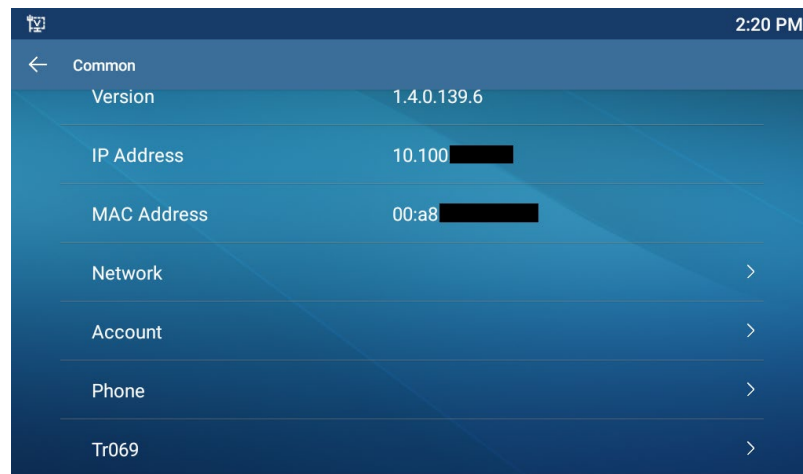 2:20 PM
Common
Version 1.4.0.139.6
IP Address 10.100
MAC Address 00:a8
Network
Account
Phone
Tr069